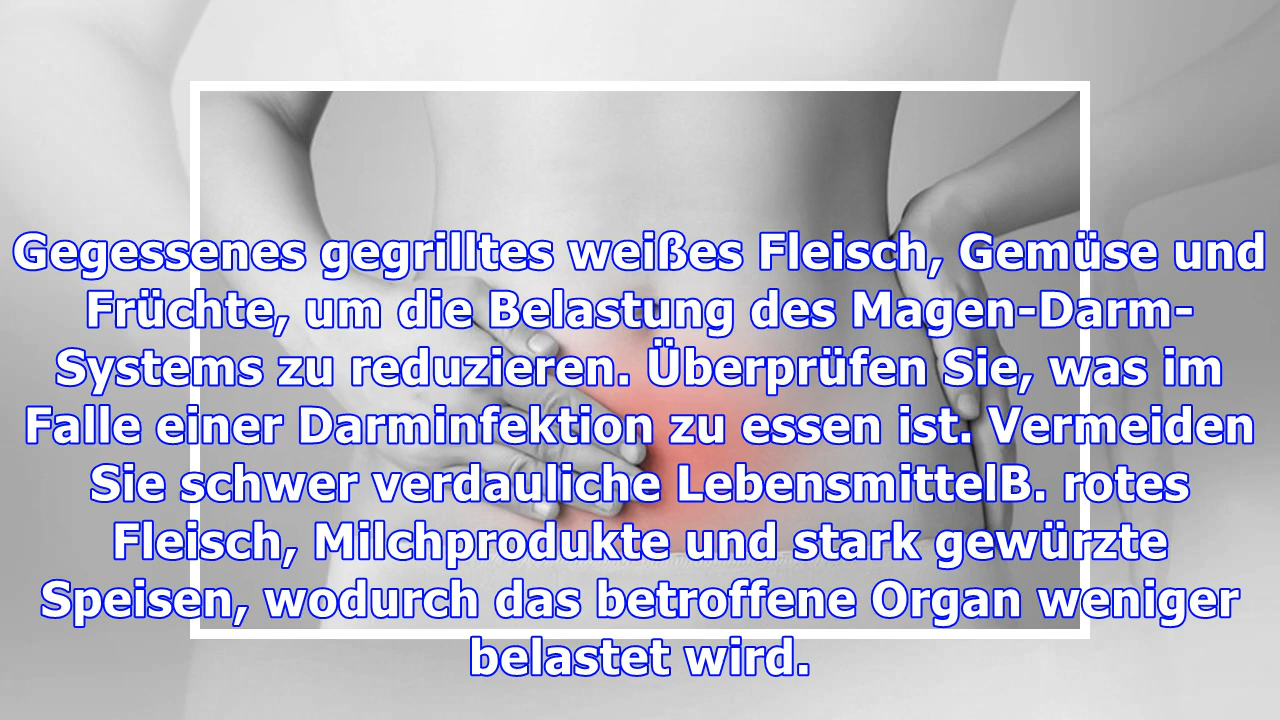 Gegessenes gegrilltes weißes Fleisch, Gemüse und
Früchte, um die Belastung des Magen-Darm-
Systems zu reduzieren. Überprüfen Sie, was im
Falle einer Darminfektion zu essen ist. Vermeiden
Sie schwer verdauliche LebensmittelB. rotes
Fleisch, Milchprodukte und stark gewürzte
Speisen, wodurch das betroffene Organ weniger
belastet wird.